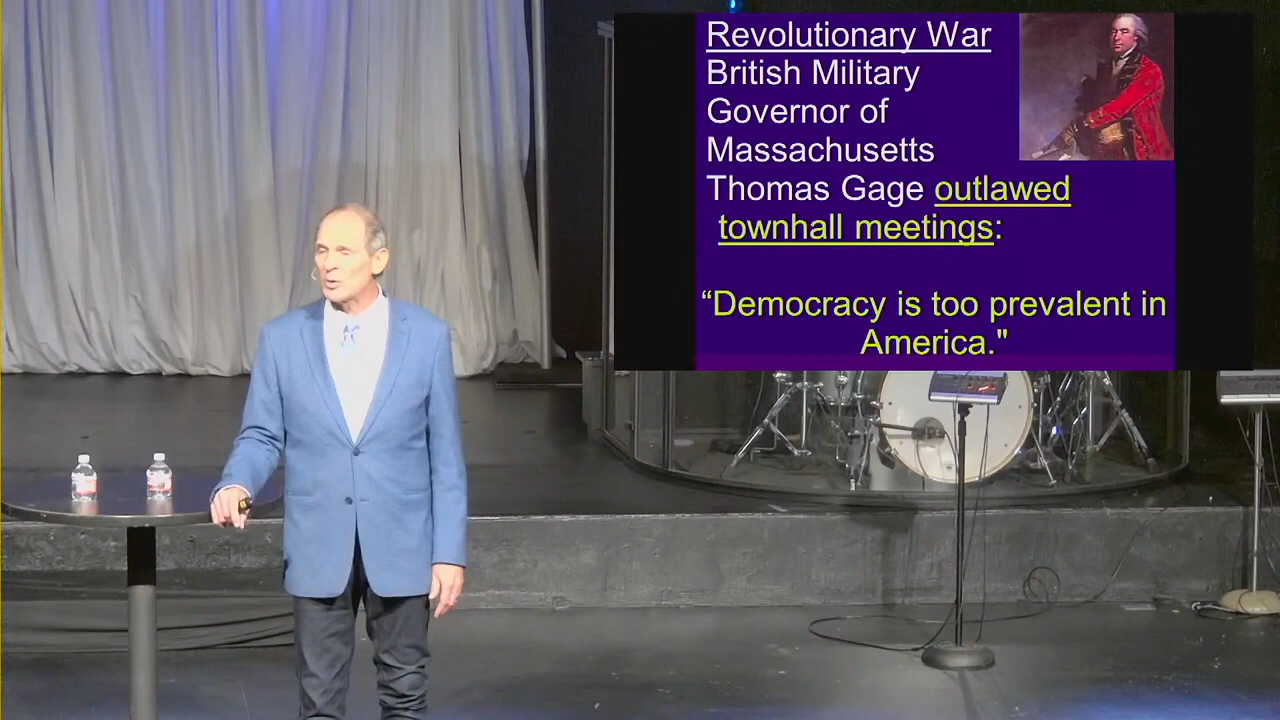 Revolutionary War
British Military
Governor of
Massachusetts
Thomas Gage outlawed
townhall meetings:
“Democracy is too prevalent in
America."